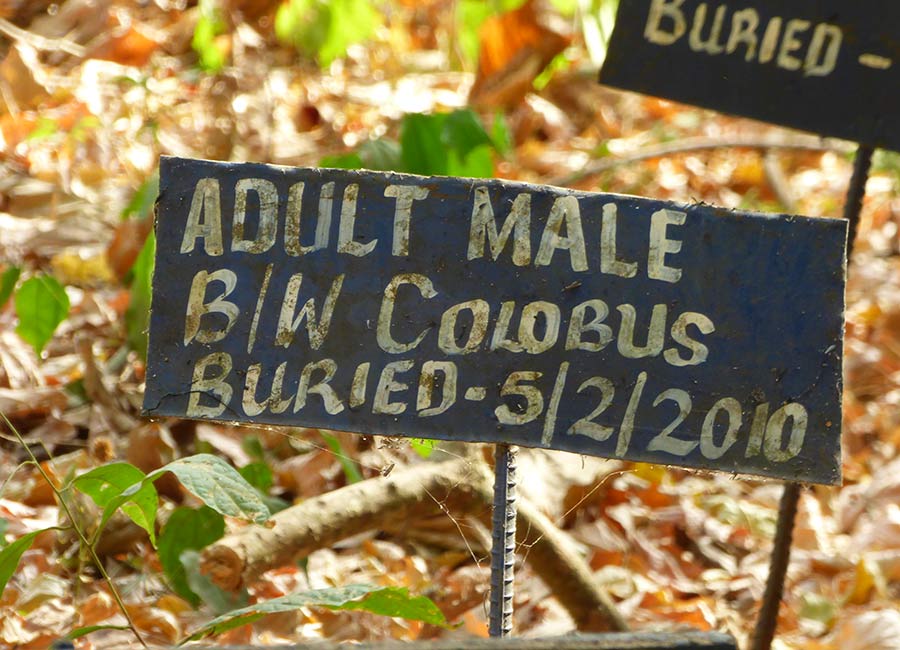 BURIED -
ADULT MALE
B/W COLOBUS
BURIED - 5/2/2010